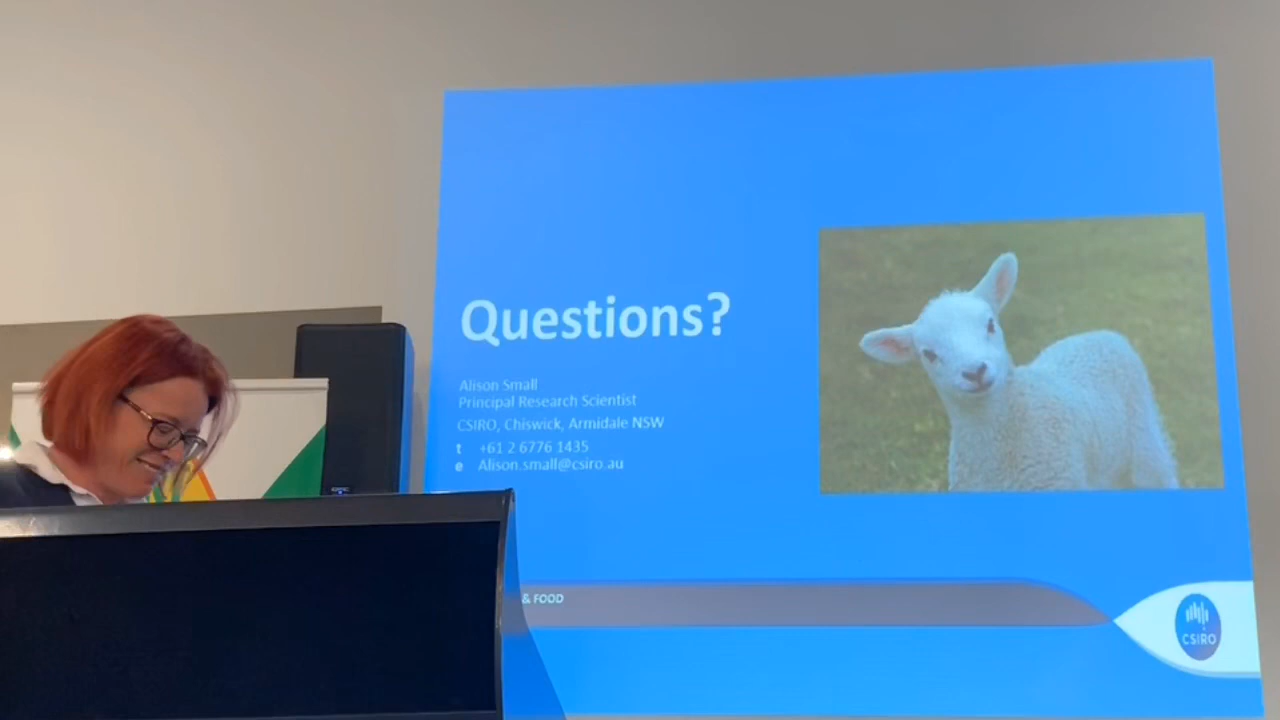 Questions?
Alison Small
Principal Research Scientist
CSIRO, Chiswick, Armidale NSW
t +61 2 6776 1435
e Alison.small@csiro.au
& FOOD
CSIRO